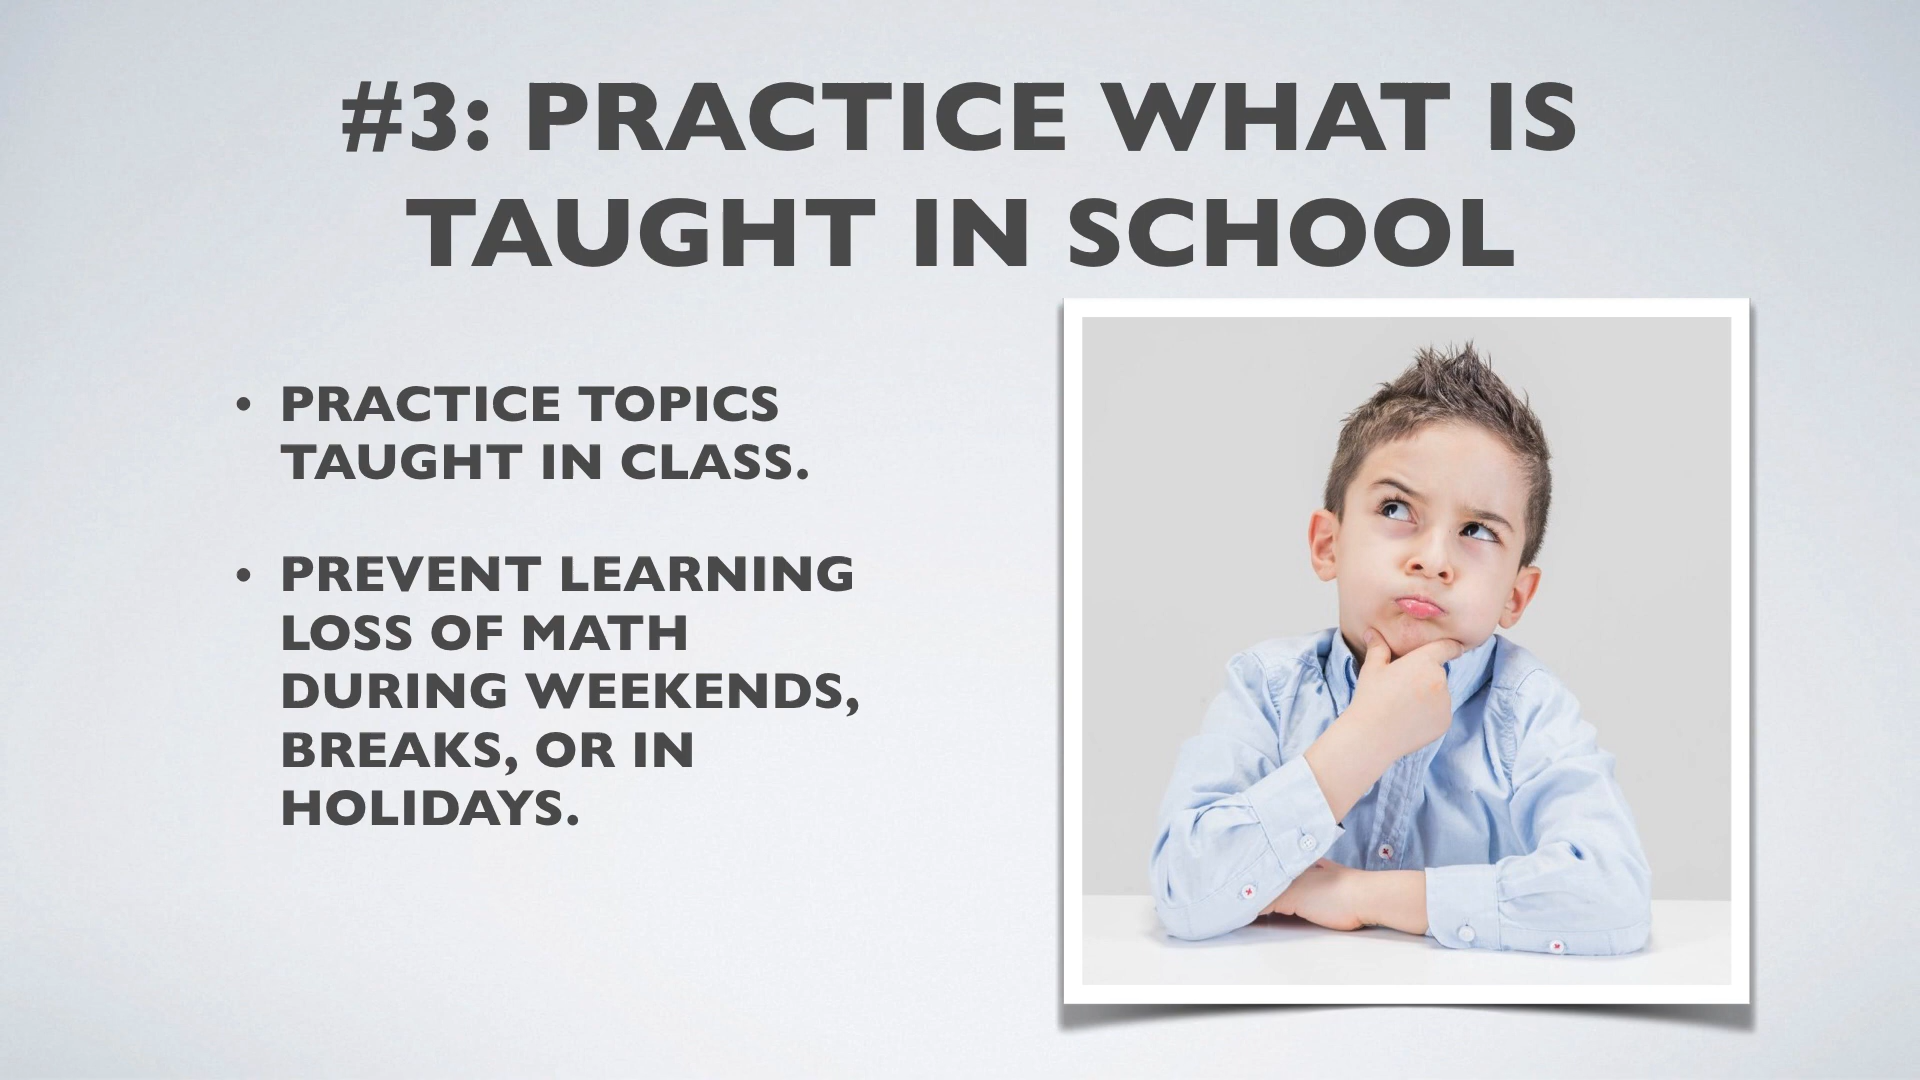 #3: PRACTICE WHAT IS
TAUGHT IN SCHOOL
• PRACTICE TOPICS
TAUGHT IN CLASS.
• PREVENT LEARNING
LOSS OF MATH
DURING WEEKENDS,
BREAKS, OR IN
HOLIDAYS.